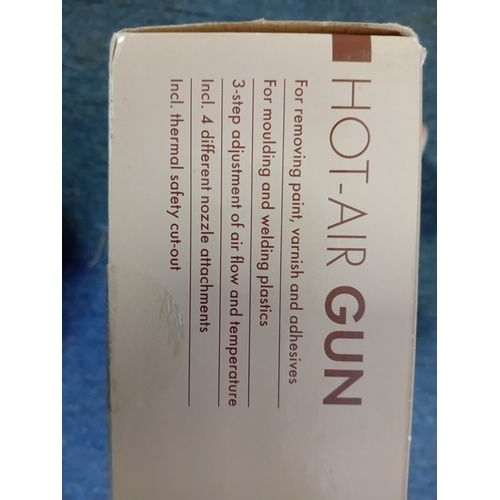 HOT-AIR GUN
For removing paint, varnish and adhesives
For moulding and welding plastics
3-step adjustment of air flow and temperature
Incl. 4 different nozzle attachments
Incl. thermal safety cut-out